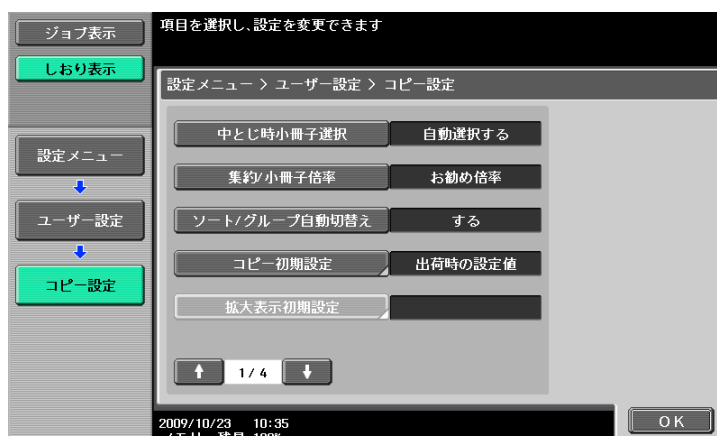 ジョブ表示
しおり表示
項目を選択し、設定を変更できます
設定メニュー > ユーザー設定 > コピー設定
設定メニュー
ユーザー設定
コピー設定
中とじ時小冊子選択 自動選択する
集約/小冊子倍率 お勧め倍率
ソート/グループ自動切替え する
コピー初期設定 出荷時の設定値
拡大表示初期設定
1/ 4
2009/10/23 10:35
OK